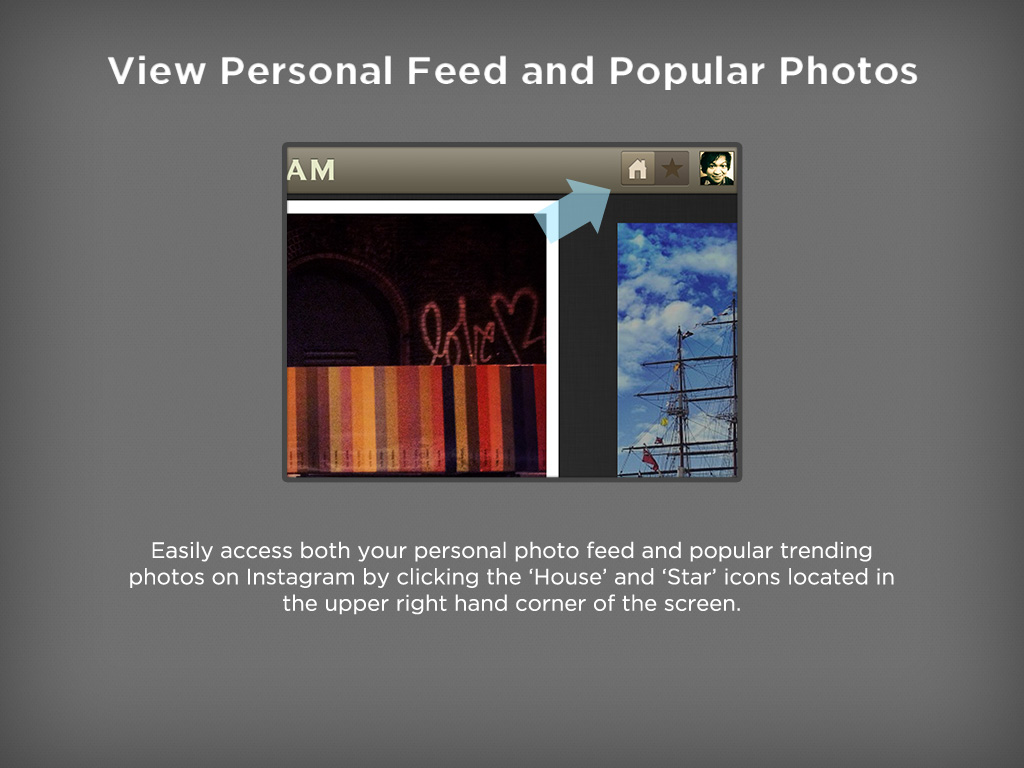 View Personal Feed and Popular Photos
AM
love
Easily access both your personal photo feed and popular trending
photos on Instagram by clicking the ‘House’ and ‘Star’ icons located in
the upper right hand corner of the screen.